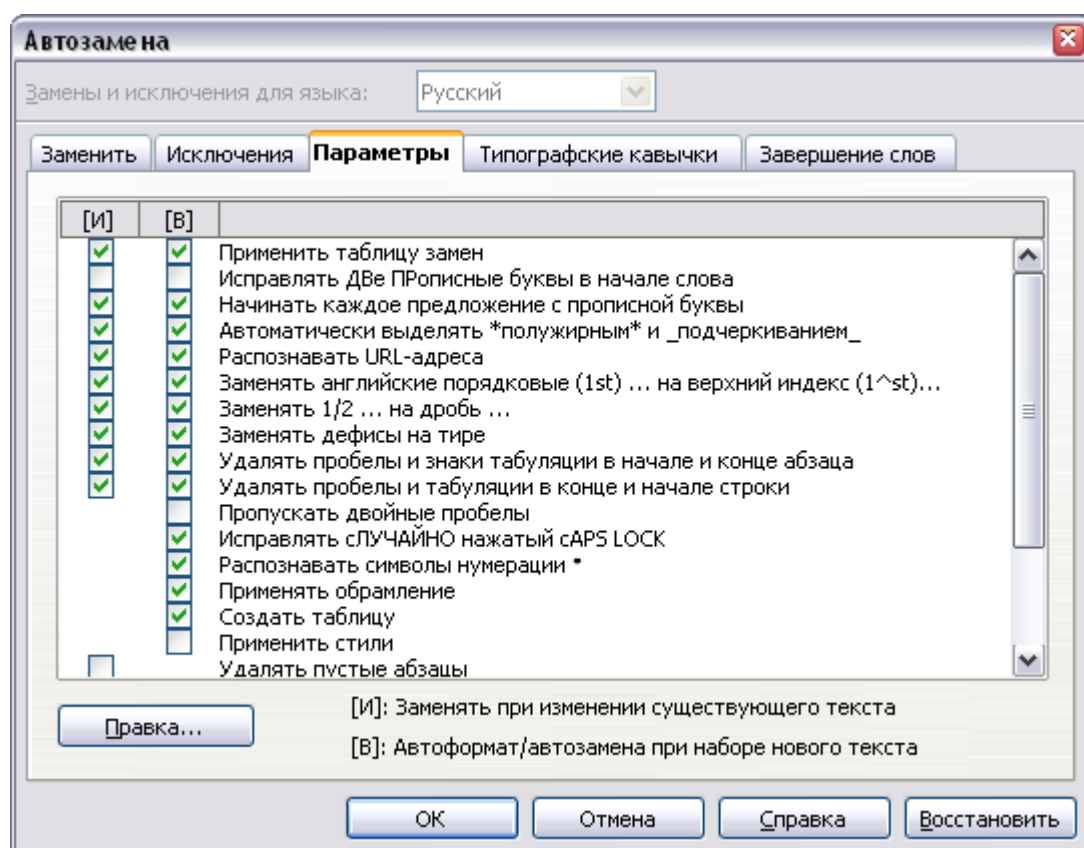 Автозамена
Замены и исключения для языка: Русский
Заменить Исключения Параметры Типографские кавычки Завершение слов
[И] [В]
Применить таблицу замен
Исправлять ДВе ПРописные буквы в начале слова
Начинать каждое предложение с прописной буквы
Автоматически выделять *полужирным* и _подчеркиванием_
Распознавать URL-адреса
Заменять английские порядковые (1st) ... на верхний индекс (1^st)...
Заменять 1/2 ... на дробь ...
Заменять дефисы на тире
Удалять пробелы и знаки табуляции в начале и конце абзаца
Удалять пробелы и табуляции в конце и начале строки
Пропускать двойные пробелы
Исправлять сЛУЧАЙНО нажатый cAPS LOCK
Распознавать символы нумерации •
Применять обрамление
Создать таблицу
Применить стили
Удалять пустые абзацы
[И]: Заменять при изменении существующего текста
Правка...
[В]: Автоформат/автозамена при наборе нового текста
ОК Отмена Справка Восстановить